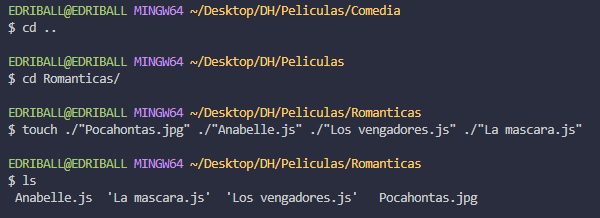 EDRIBALL@EDRIBALL MINGW64 ~/Desktop/DH/Peliculas/Comedia
$ cd ..
EDRIBALL@EDRIBALL MINGW64 ~/Desktop/DH/Peliculas
$ cd Romanticas/
EDRIBALL@EDRIBALL MINGW64 ~/Desktop/DH/Peliculas/Romanticas
$ touch ./"Pocahontas.jpg" ./"Anabelle.js" ./"Los vengadores.js" ./"La mascara.js"
EDRIBALL@EDRIBALL MINGW64 ~/Desktop/DH/Peliculas/Romanticas
$ ls
Anabelle.js  'La mascara.js'  'Los vengadores.js'   Pocahontas.jpg